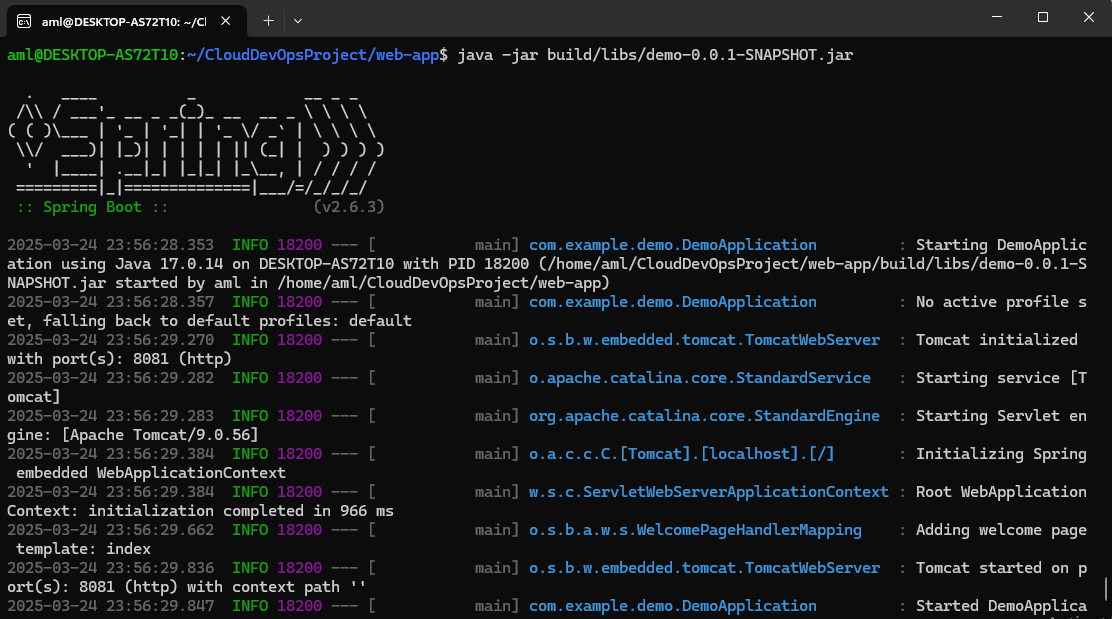 aml@DESKTOP-AS72T10: ~/Cl
aml@DESKTOP-AS72T10:~/CloudDevOpsProject/web-app$ java -jar build/libs/demo-0.0.1-SNAPSHOT.jar
  .   ____          _            __ _ _
 /\\ / ___'_ __ _ _(_)_ __  __ _ \ \ \ \
( ( )\___ | '_ | '_| | '_ \/ _` | \ \ \ \
 \\/  ___)| |_)| | | | | || (_| |  ) ) ) )
  '  |____| .__|_| |_|_| |_\__, | / / / /
 =========|_|==============|___/=/_/_/_/
 :: Spring Boot ::                (v2.6.3)
2025-03-24 23:56:28.353  INFO 18200 --- [           main] com.example.demo.DemoApplication         : Starting DemoApplic
ation using Java 17.0.14 on DESKTOP-AS72T10 with PID 18200 (/home/aml/CloudDevOpsProject/web-app/build/libs/demo-0.0.1-S
NAPSHOT.jar started by aml in /home/aml/CloudDevOpsProject/web-app)
2025-03-24 23:56:28.357  INFO 18200 --- [           main] com.example.demo.DemoApplication         : No active profile s
et, falling back to default profiles: default
2025-03-24 23:56:29.270  INFO 18200 --- [           main] o.s.b.w.embedded.tomcat.TomcatWebServer  : Tomcat initialized
with port(s): 8081 (http)
2025-03-24 23:56:29.282  INFO 18200 --- [           main] o.apache.catalina.core.StandardService   : Starting service [T
omcat]
2025-03-24 23:56:29.283  INFO 18200 --- [           main] org.apache.catalina.core.StandardEngine  : Starting Servlet en
gine: [Apache Tomcat/9.0.56]
2025-03-24 23:56:29.384  INFO 18200 --- [           main] o.a.c.c.C.[Tomcat].[localhost].[/]       : Initializing Spring
 embedded WebApplicationContext
2025-03-24 23:56:29.384  INFO 18200 --- [           main] w.s.c.ServletWebServerApplicationContext : Root WebApplication
Context: initialization completed in 966 ms
2025-03-24 23:56:29.662  INFO 18200 --- [           main] o.s.b.a.w.s.WelcomePageHandlerMapping    : Adding welcome page
 template: index
2025-03-24 23:56:29.836  INFO 18200 --- [           main] o.s.b.w.embedded.tomcat.TomcatWebServer  : Tomcat started on p
ort(s): 8081 (http) with context path ''
2025-03-24 23:56:29.847  INFO 18200 --- [           main] com.example.demo.DemoApplication         : Started DemoApplica